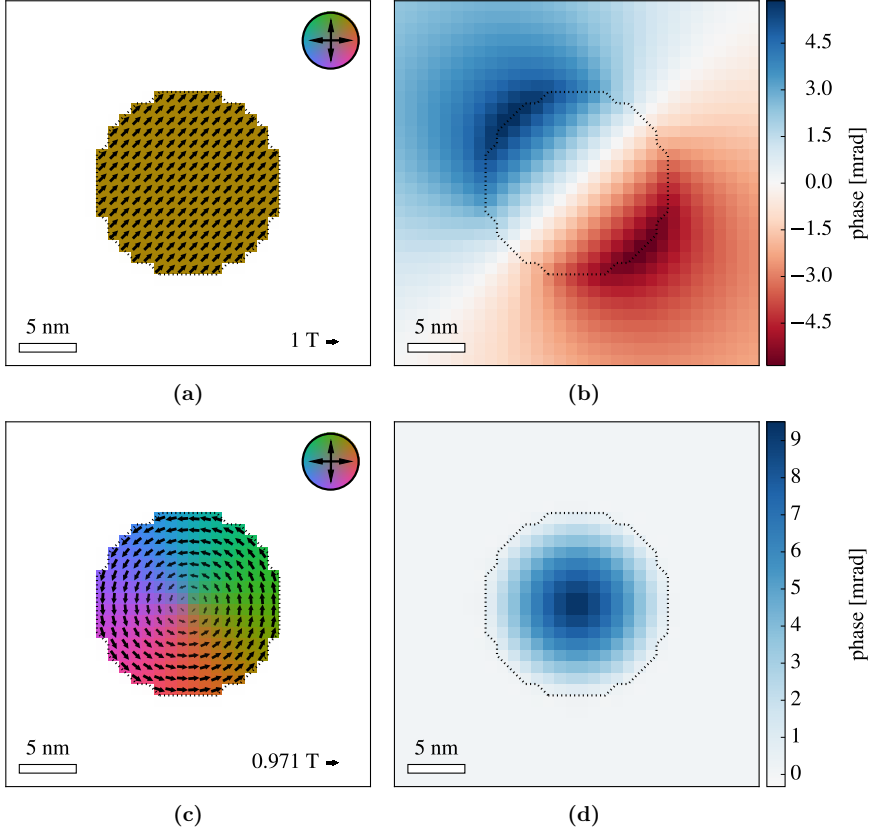 5 nm
1 T
(a)
5 nm
4.5
3.0
1.5
0.0
−1.5
−3.0
−4.5
phase [mrad]
(b)
5 nm
0.971 T
(c)
5 nm
9
8
7
6
5
4
3
2
1
0
phase [mrad]
(d)